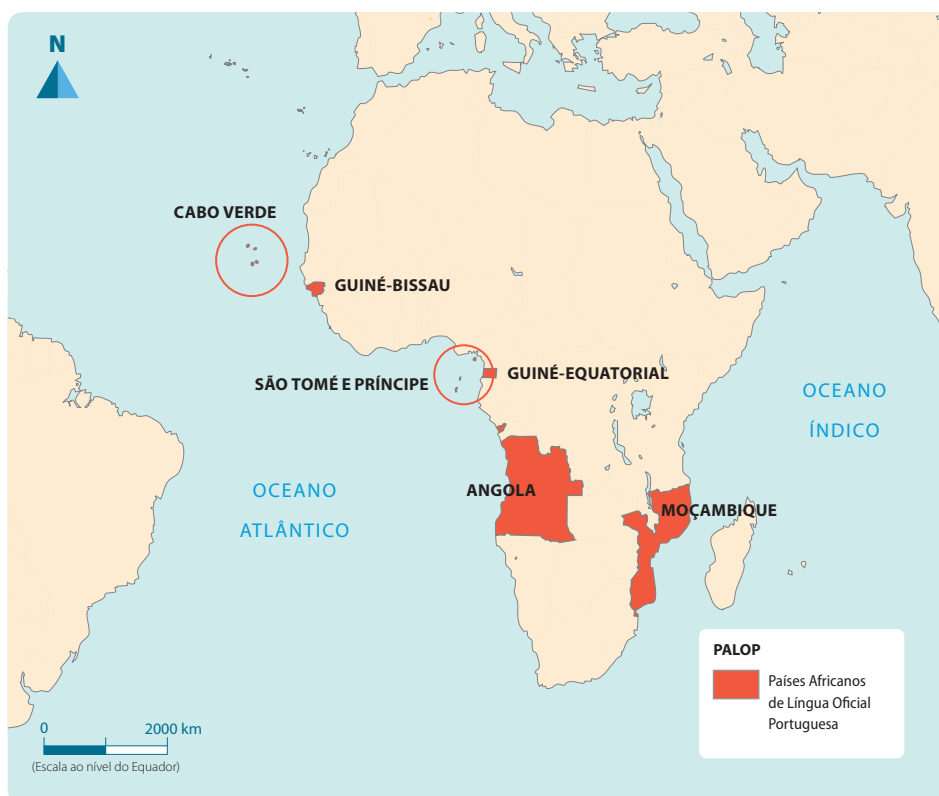 N
CABO VERDE
GUINÉ-BISSAU
SÃO TOMÉ E PRÍNCIPE
GUINÉ-EQUATORIAL
OCEANO
ÍNDICO
ANGOLA
OCEANO
ATLÂNTICO
MOÇAMBIQUE
PALOP
Países Africanos
de Língua Oficial
Portuguesa
0 2000 km
(Escala ao nível do Equador)